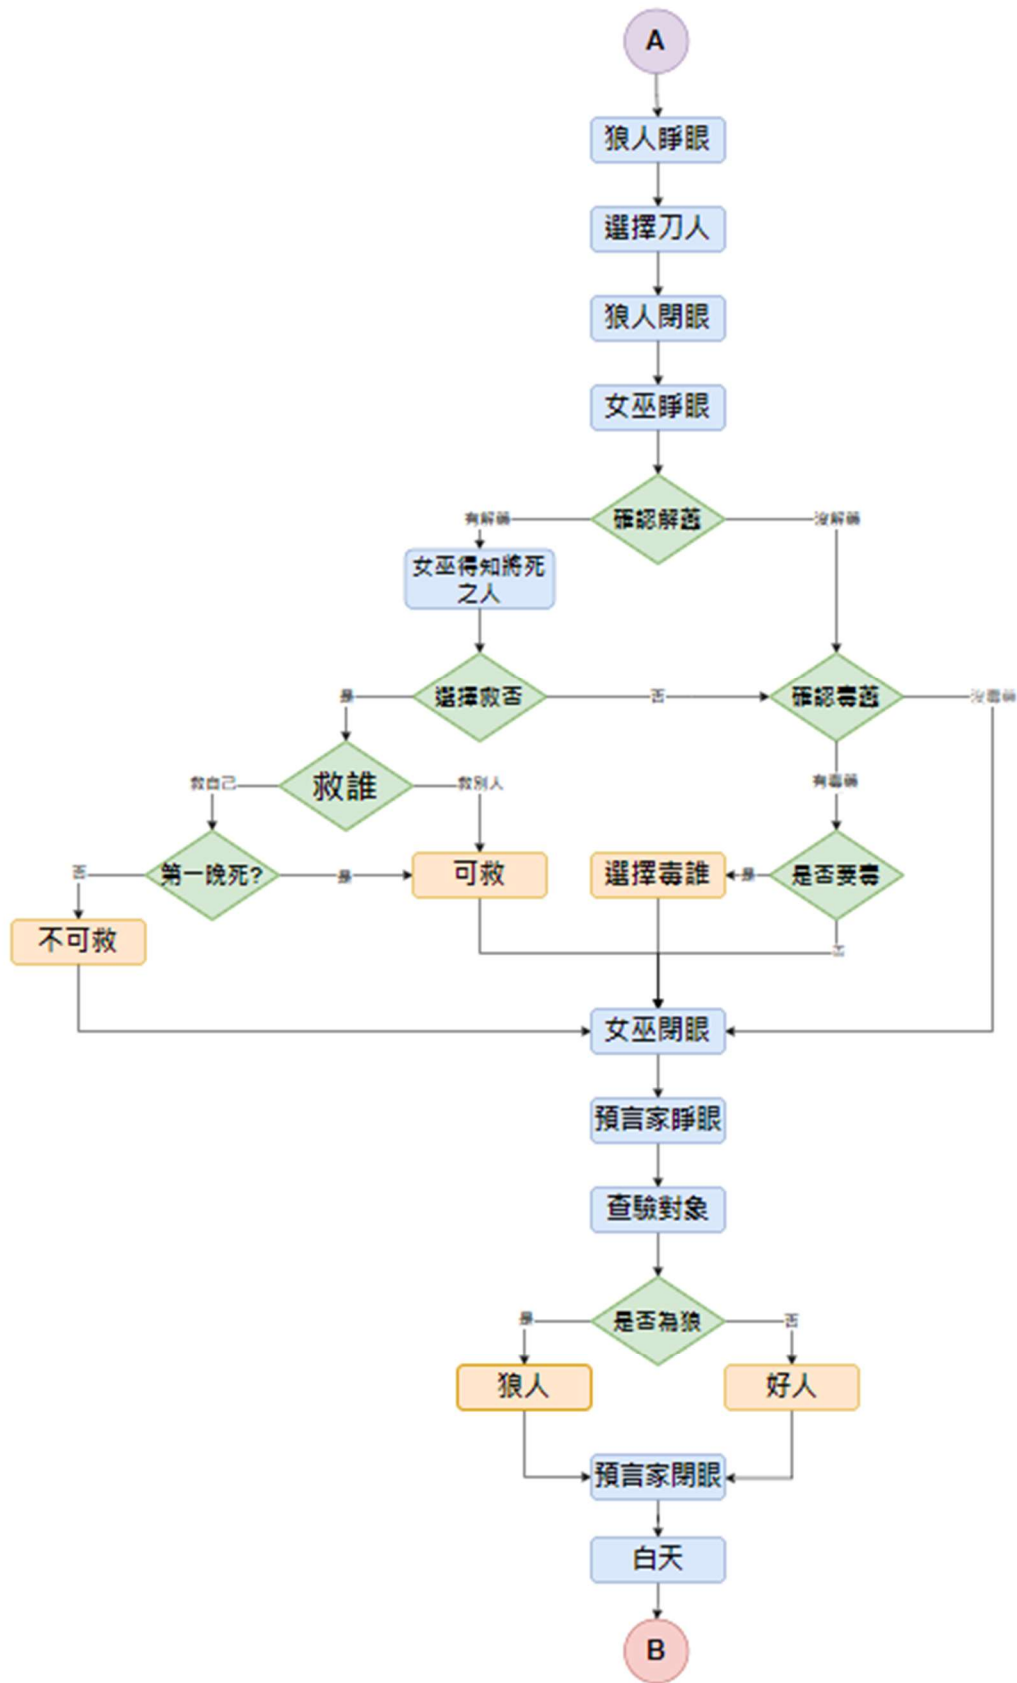 A
狼人睜眼
選擇刀人
狼人閉眼
女巫睜眼
確認解藥
有解藥
沒解藥
女巫得知將死
之人
選擇救否
是
否
確認毒藥
沒毒藥
救誰
救自己
救別人
有毒藥
第一晚死?
否
是
可救
選擇毒誰
是
是否要毒
不可救
否
女巫閉眼
預言家睜眼
查驗對象
是否為狼
是
否
狼人
好人
預言家閉眼
白天
B